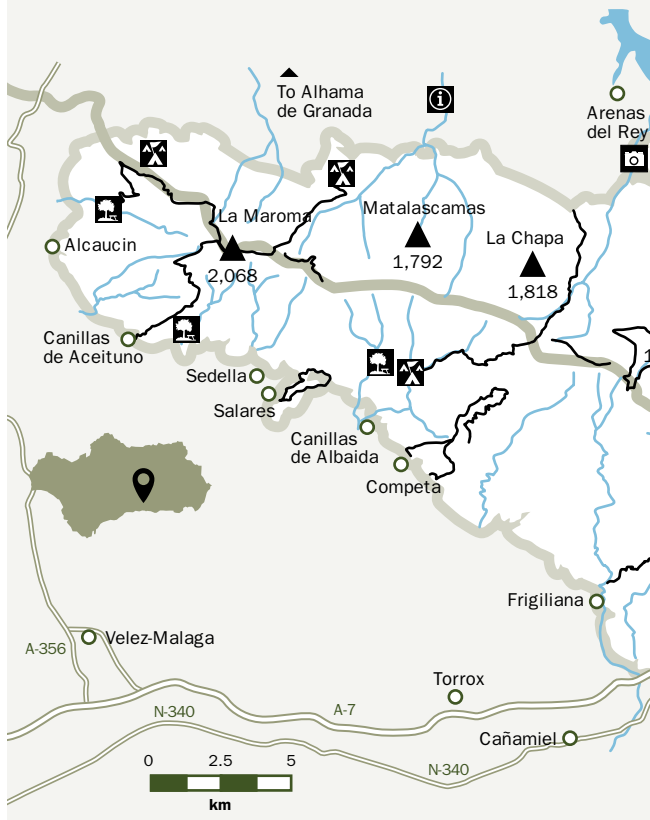 To Alhama
de Granada
Arenas
del Rey
La Maroma
2,068
Matalascamas
1,792
La Chapa
1,818
Alcaucin
Canillas
de Aceituno
1
Sedella
Salares
Canillas
de Albaida
Competa
Frigiliana
Velez-Malaga
A-356
Torrox
N-340
A-7
Cañamiel
N-340
0 2.5 5
km